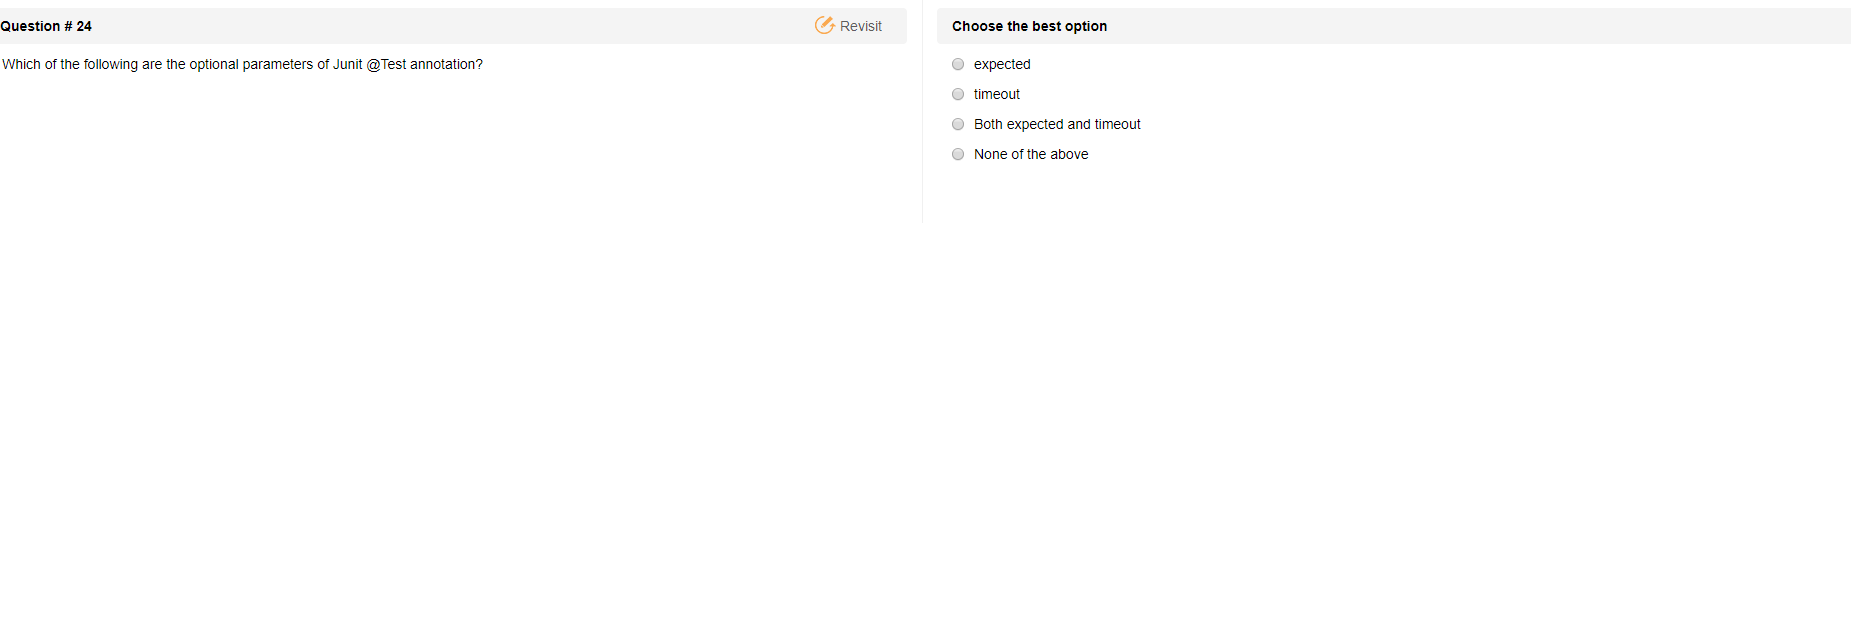 Question # 24
Revisit
Which of the following are the optional parameters of Junit @Test annotation?
Choose the best option
expected
timeout
Both expected and timeout
None of the above